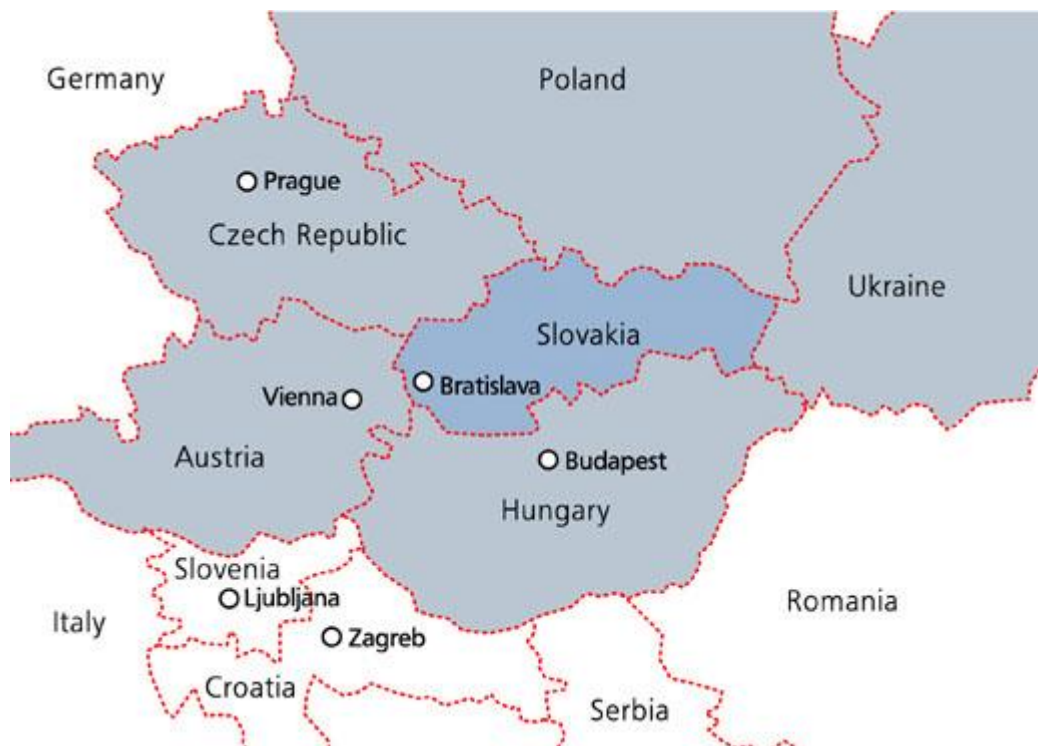 Germany
Poland
Prague
Czech Republic
Ukraine
Slovakia
Bratislava
Vienna
Austria
Budapest
Hungary
Slovenia
Ljubljana
Romania
Italy
Zagreb
Croatia
Serbia